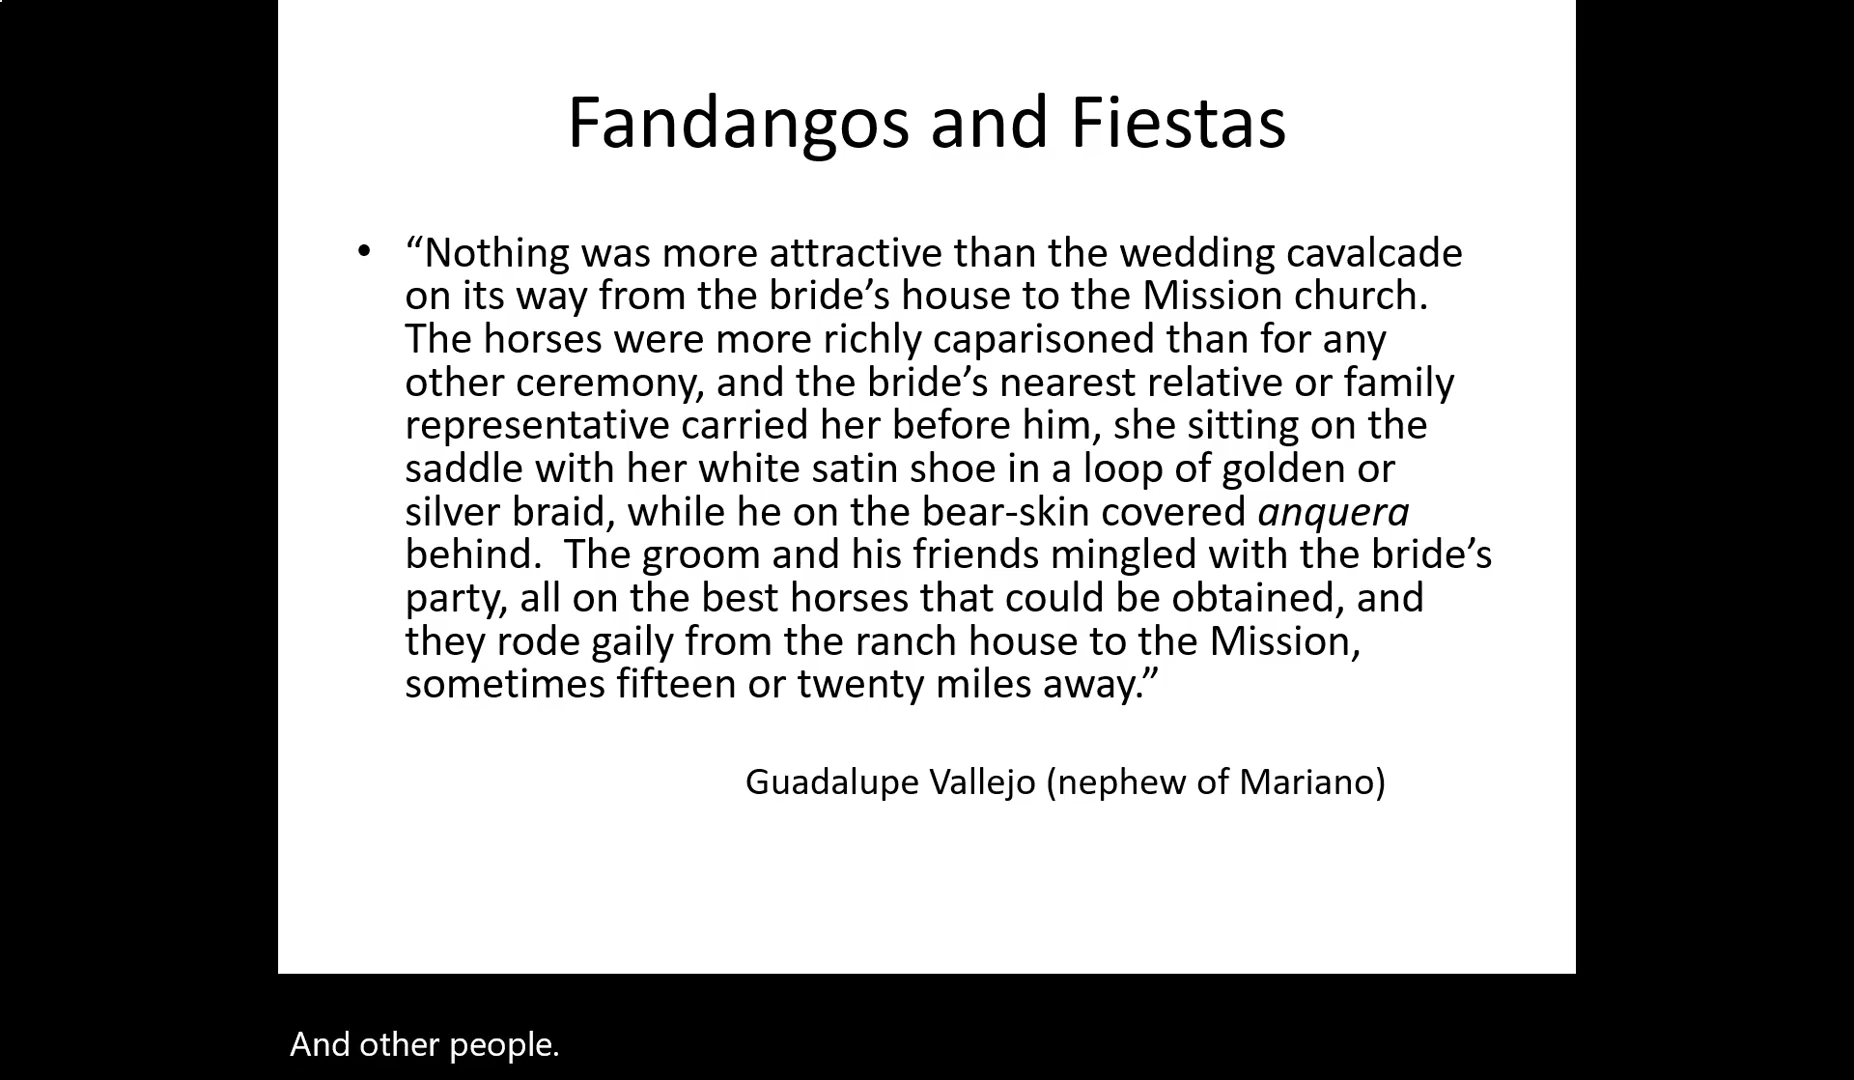 Fandangos and Fiestas
• “Nothing was more attractive than the wedding cavalcade
on its way from the bride’s house to the Mission church.
The horses were more richly caparisoned than for any
other ceremony, and the bride’s nearest relative or family
representative carried her before him, she sitting on the
saddle with her white satin shoe in a loop of golden or
silver braid, while he on the bear-skin covered anquera
behind.  The groom and his friends mingled with the bride’s
party, all on the best horses that could be obtained, and
they rode gaily from the ranch house to the Mission,
sometimes fifteen or twenty miles away.”
Guadalupe Vallejo (nephew of Mariano)
And other people.